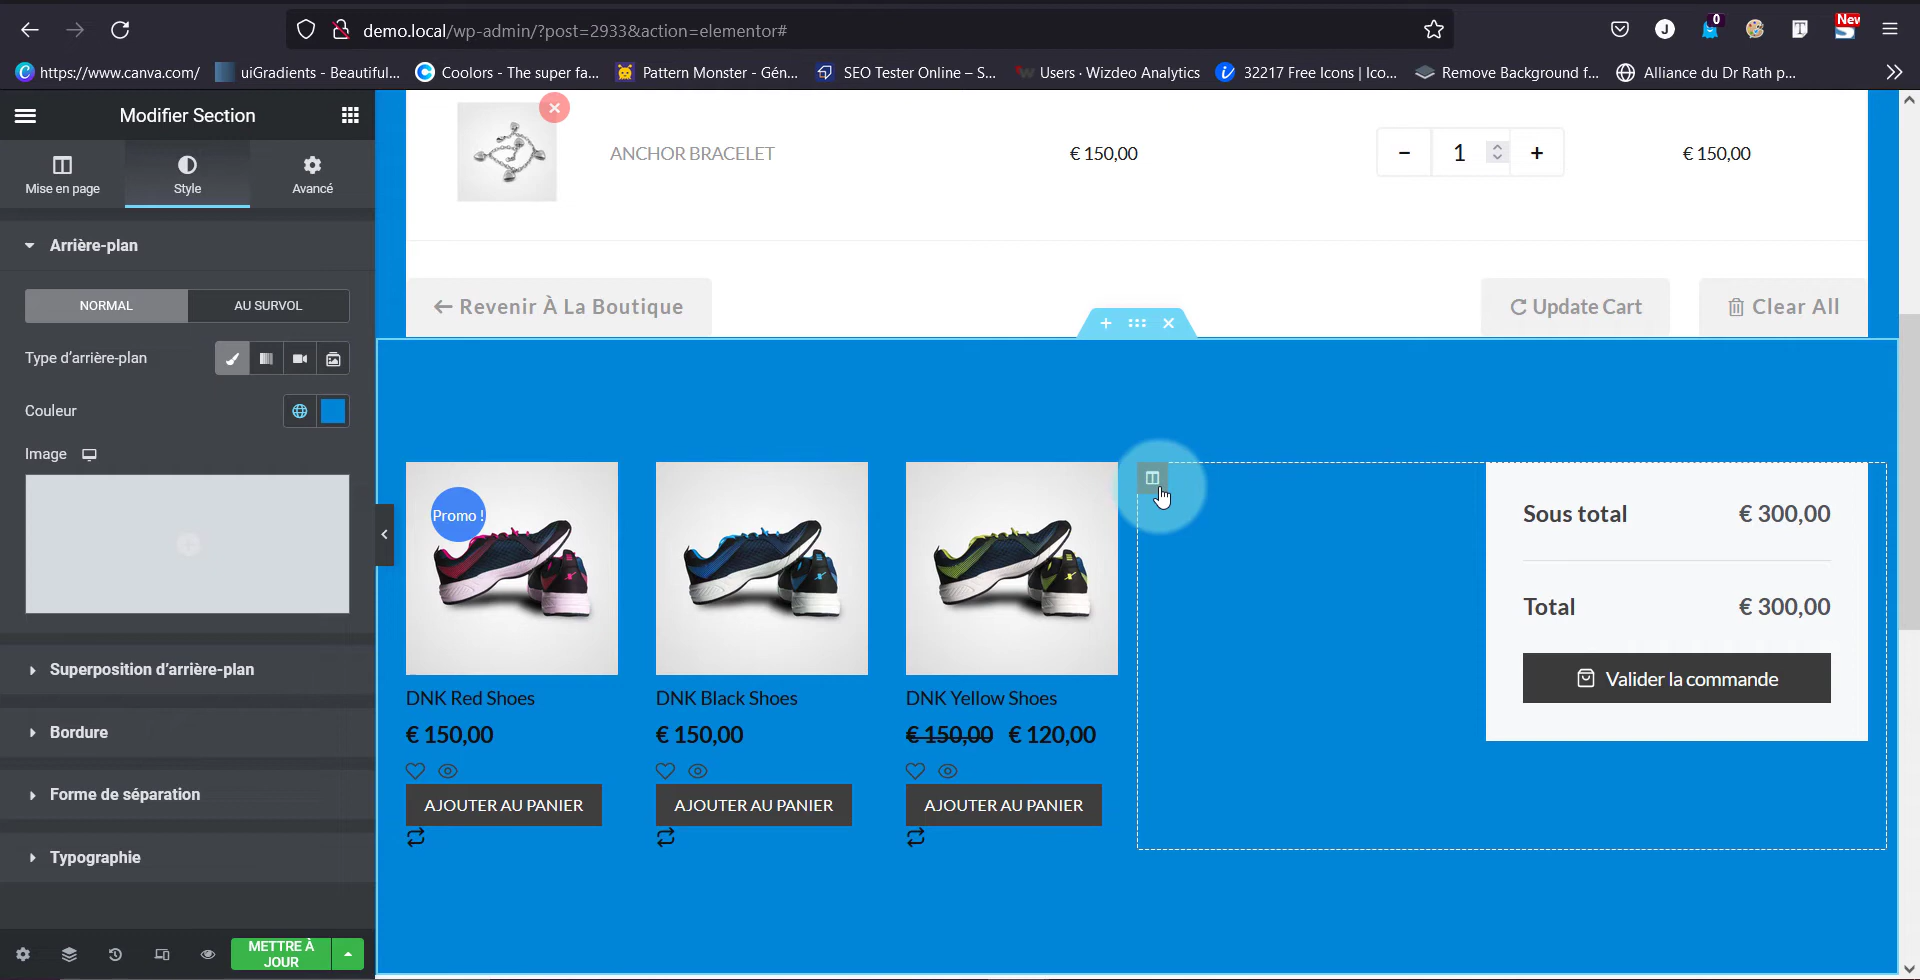 demo.local/wp-admin/?post=2933&action=elementor#
0
New
J
https://www.canva.com/
uiGradients - Beautiful...
Coolors - The super fa...
Pattern Monster - Gén...
SEO Tester Online – S...
Users · Wizdeo Analytics
32217 Free Icons | Ico...
Remove Background f...
Alliance du Dr Rath p...
Modifier Section
Mise en page
Style
Avancé
Arrière-plan
NORMAL
AU SURVOL
Type d'arrière-plan
Couleur
Image
Superposition d'arrière-plan
Bordure
Forme de séparation
Typographie
METTRE À
JOUR
ANCHOR BRACELET
€ 150,00
- 1 +
€ 150,00
← Revenir À La Boutique
Update Cart
Clear All
Promo !
DNK Red Shoes
€ 150,00
AJOUTER AU PANIER
DNK Black Shoes
€ 150,00
AJOUTER AU PANIER
DNK Yellow Shoes
€ 150,00 € 120,00
AJOUTER AU PANIER
Sous total € 300,00
Total € 300,00
Valider la commande